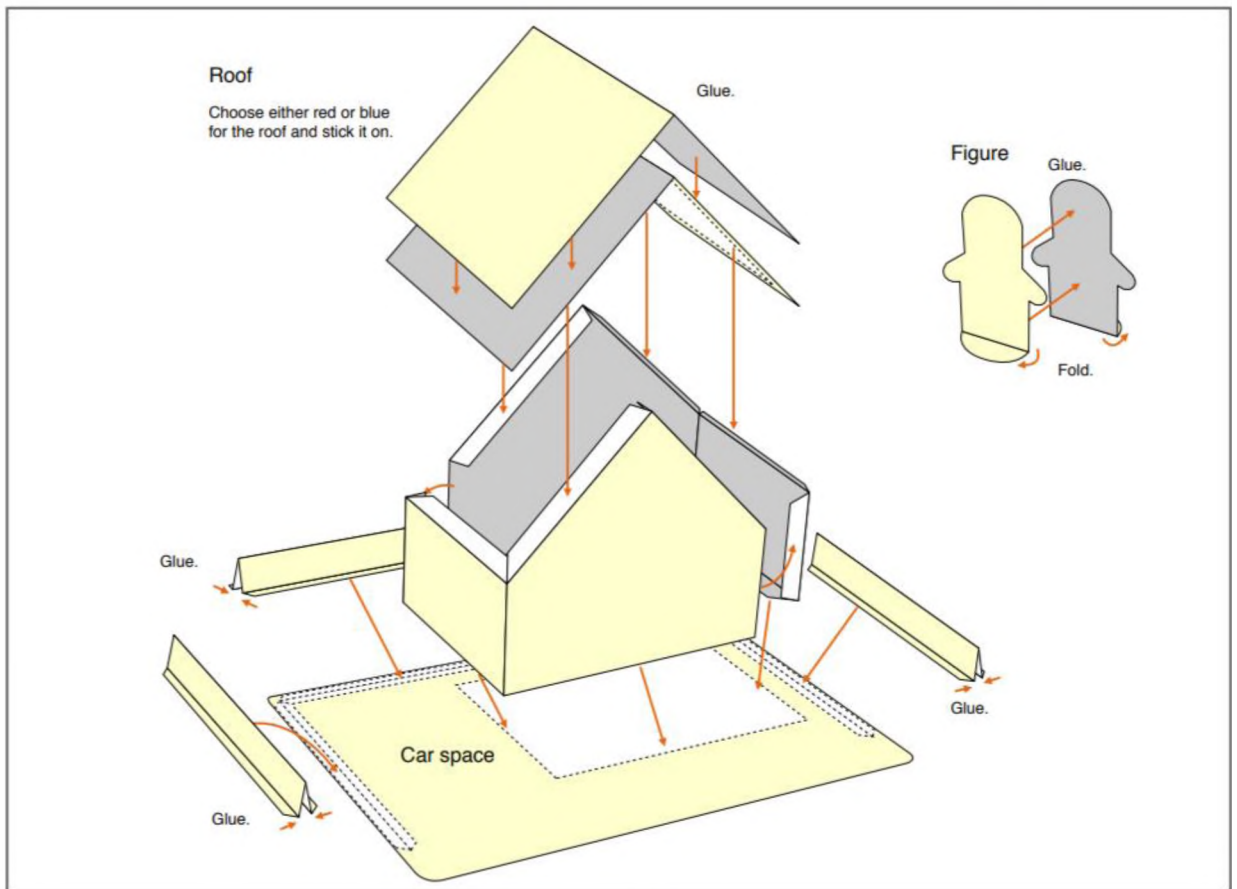 Roof
Choose either red or blue
for the roof and stick it on.
Glue.
Figure
Glue.
Fold.
Glue.
Glue.
Car space
Glue.